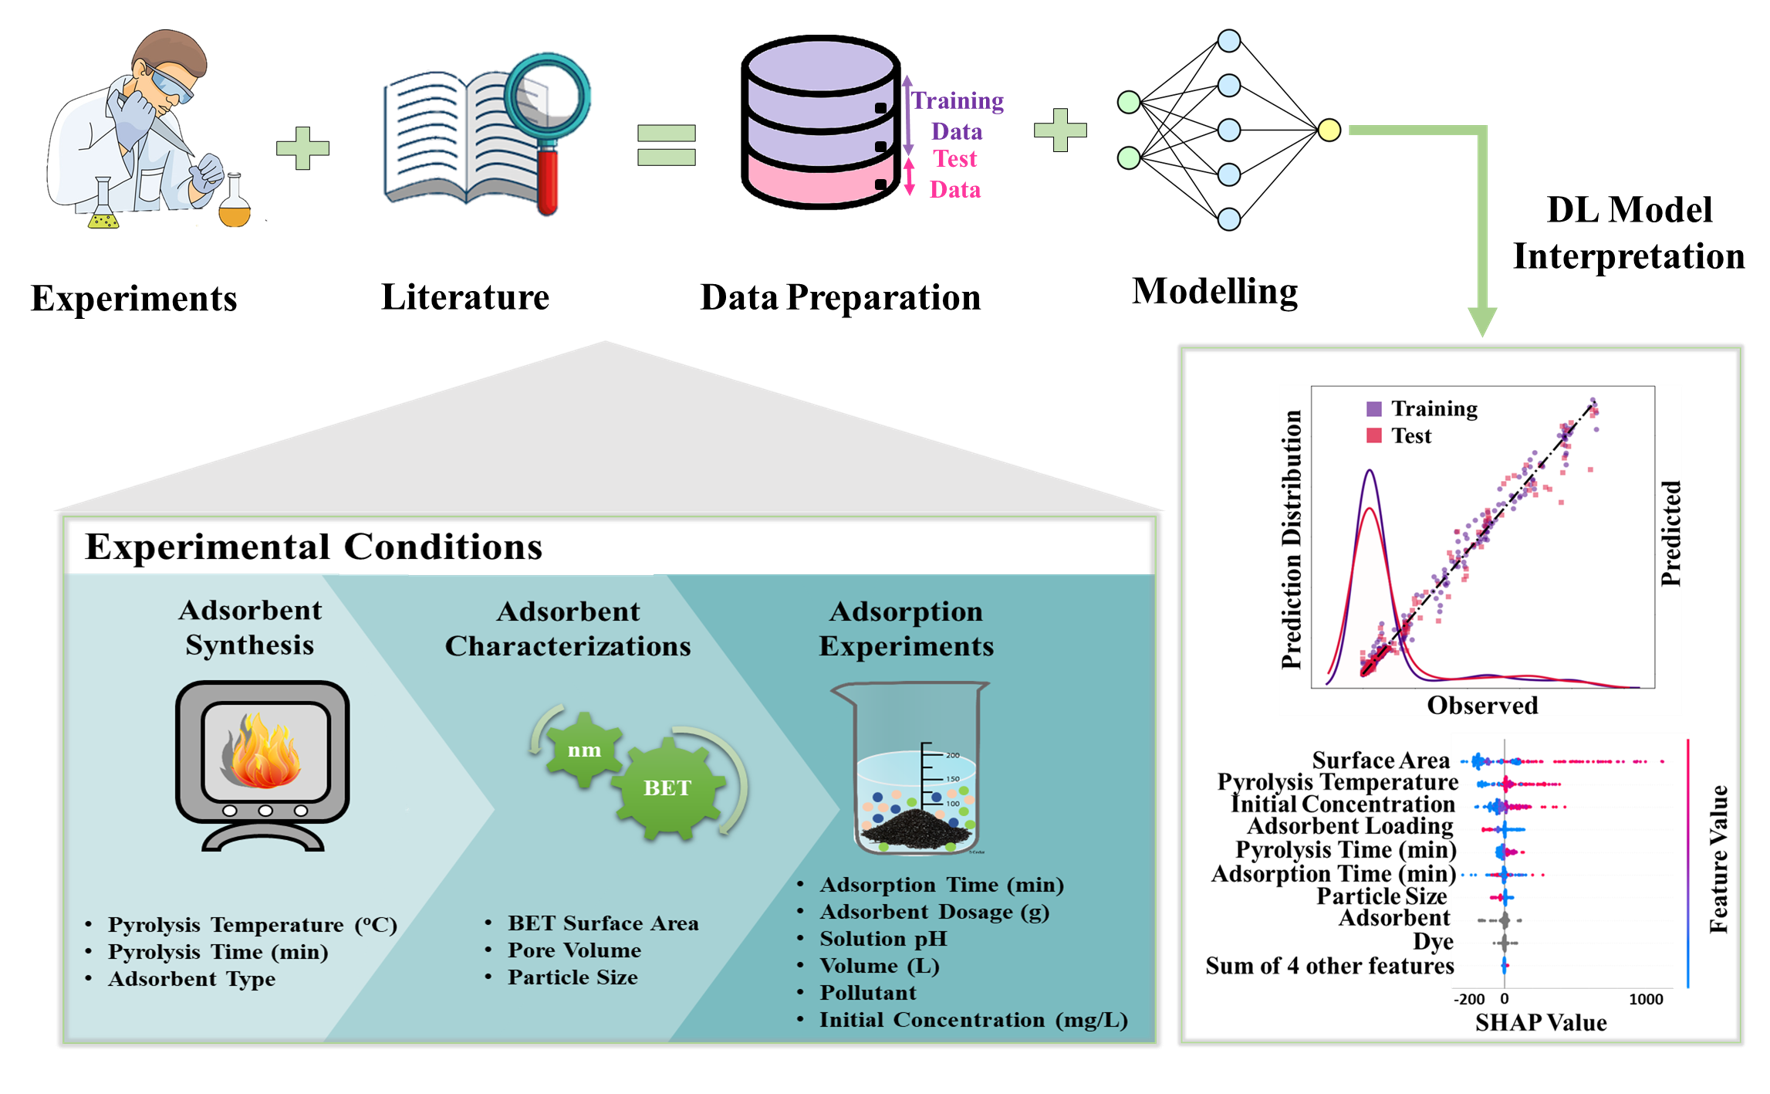 Training
Data
Test
Data
Experiments
Literature
Data Preparation
Modelling
DL Model
Interpretation
Experimental Conditions
Adsorbent
Synthesis
Adsorbent
Characterizations
Adsorption
Experiments
nm
BET
200
150
100
• Pyrolysis Temperature (ºC)
• Pyrolysis Time (min)
• Adsorbent Type
• BET Surface Area
• Pore Volume
• Particle Size
• Adsorption Time (min)
• Adsorbent Dosage (g)
• Solution pH
• Volume (L)
• Pollutant
• Initial Concentration (mg/L)
Training
Test
Prediction Distribution
Predicted
Observed
Surface Area
Pyrolysis Temperature
Initial Concentration
Adsorbent Loading
Pyrolysis Time (min)
Adsorption Time (min)
Particle Size
Adsorbent
Dye
Sum of 4 other features
-200 0 1000
SHAP Value
Feature Value